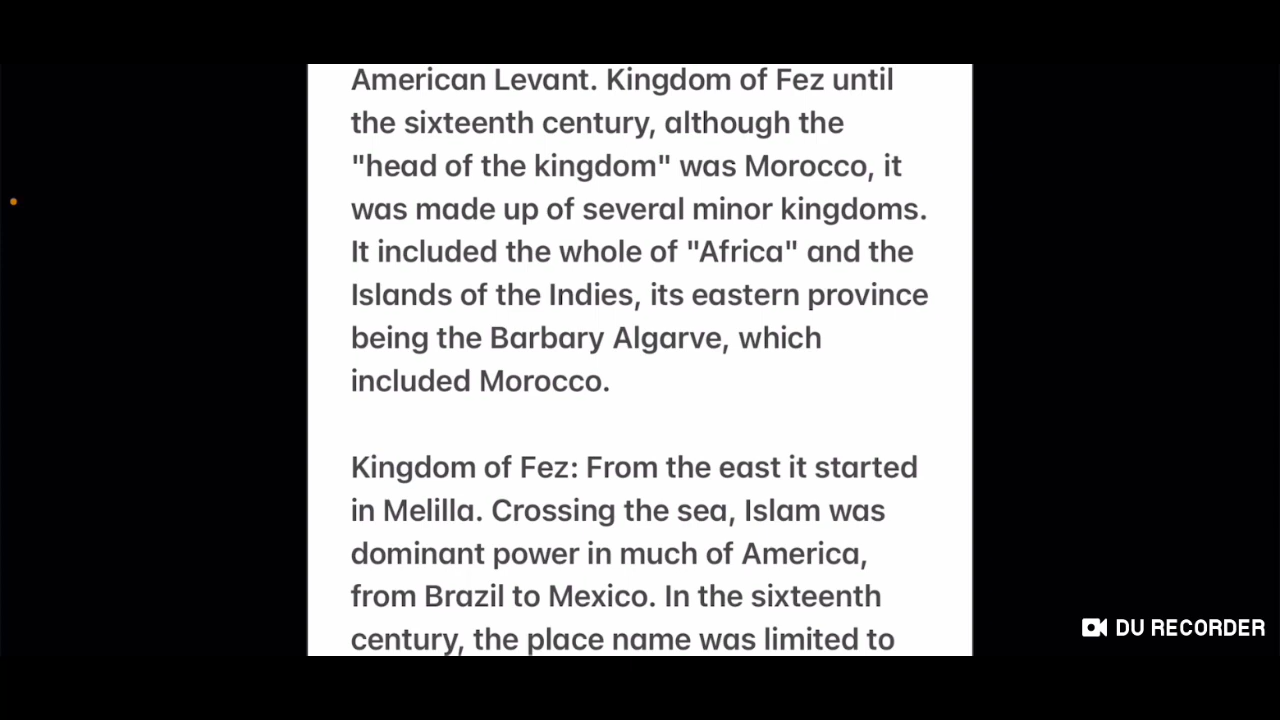 American Levant. Kingdom of Fez until
the sixteenth century, although the
"head of the kingdom" was Morocco, it
was made up of several minor kingdoms.
It included the whole of "Africa" and the
Islands of the Indies, its eastern province
being the Barbary Algarve, which
included Morocco.
Kingdom of Fez: From the east it started
in Melilla. Crossing the sea, Islam was
dominant power in much of America,
from Brazil to Mexico. In the sixteenth
century, the place name was limited to
DU RECORDER